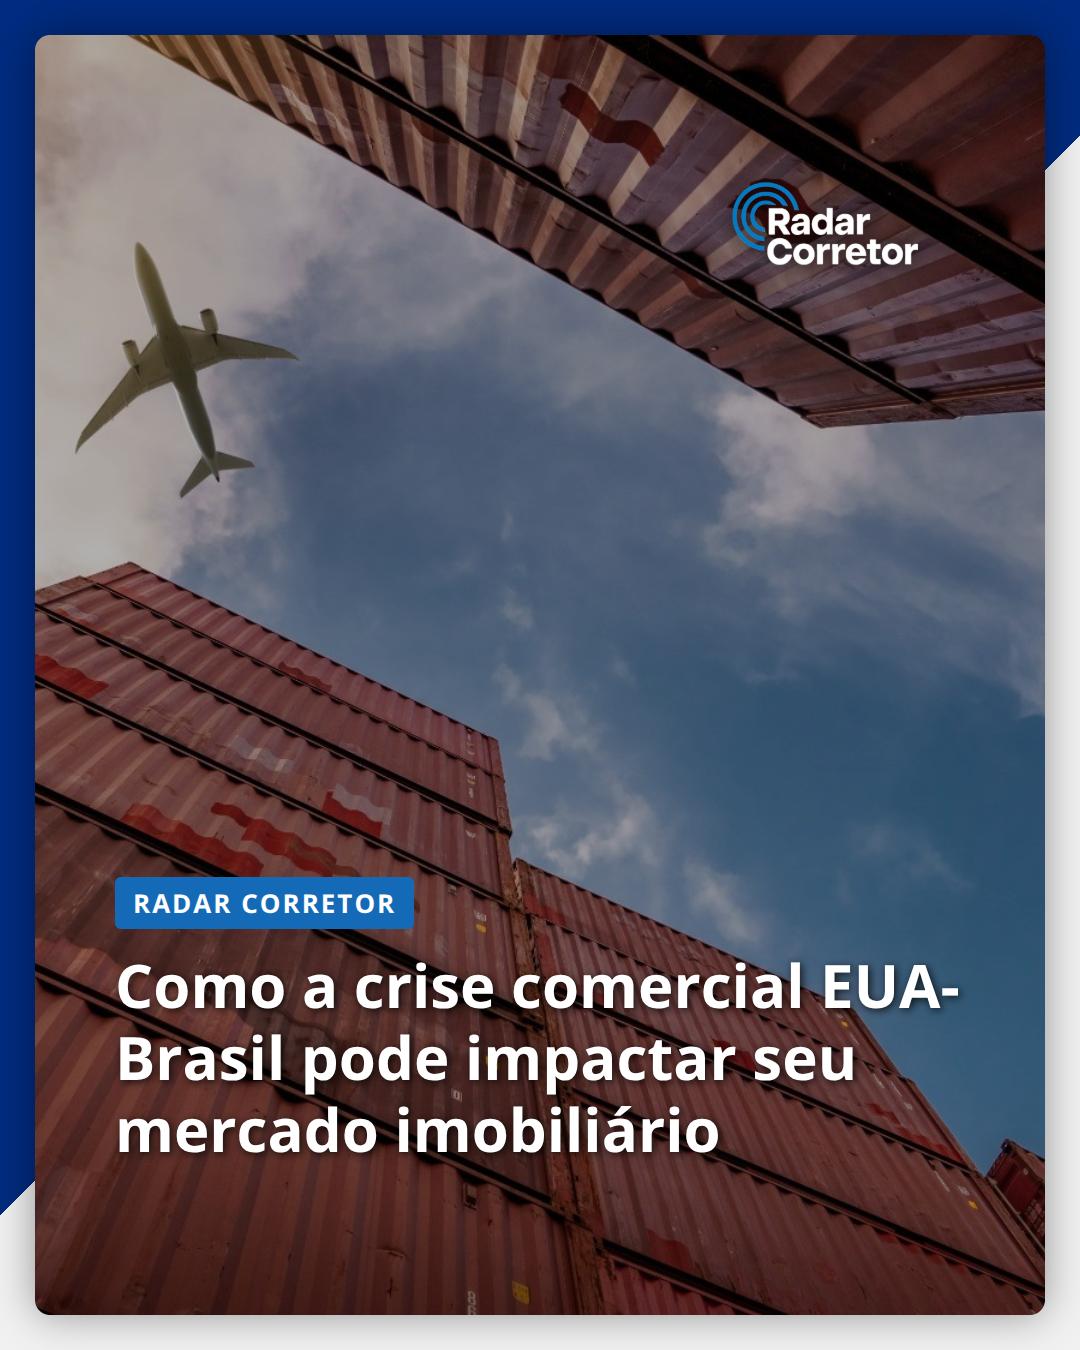 Radar
Corretor
RADAR CORRETOR
Como a crise comercial EUA-
Brasil pode impactar seu
mercado imobiliário